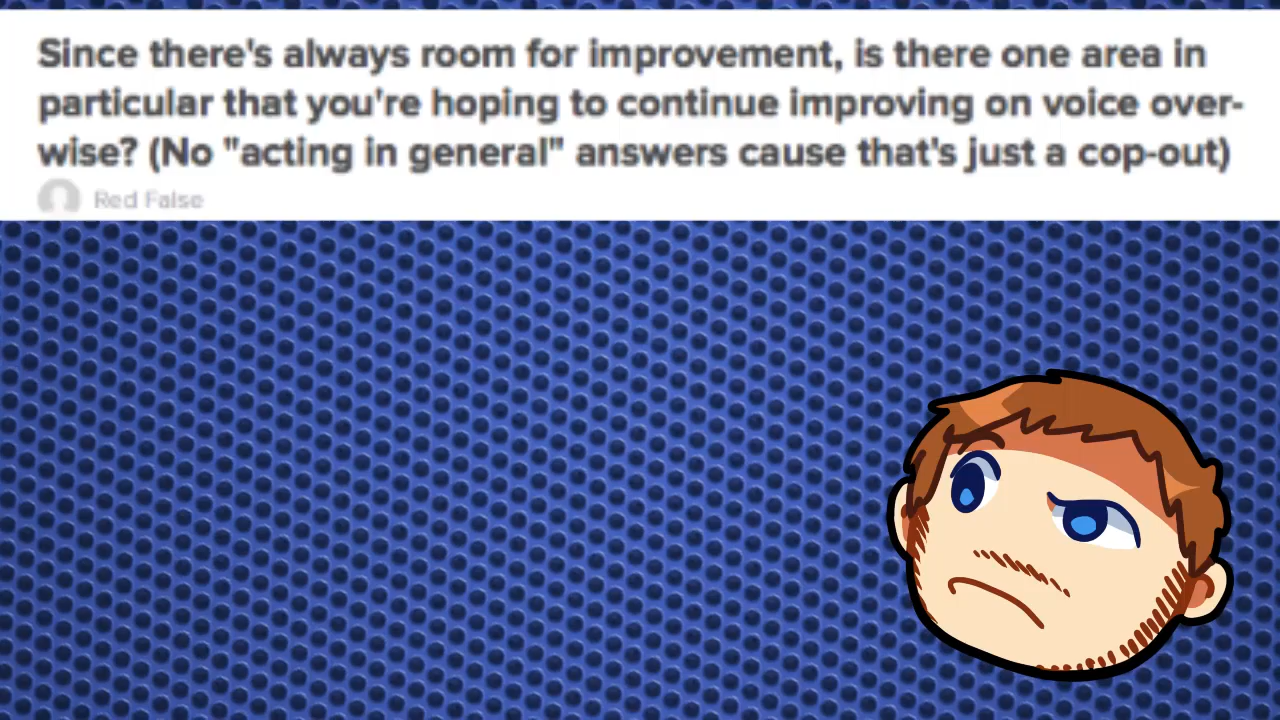 Since there's always room for improvement, is there one area in
particular that you're hoping to continue improving on voice over-
wise? (No "acting in general" answers cause that's just a cop-out)
Red False